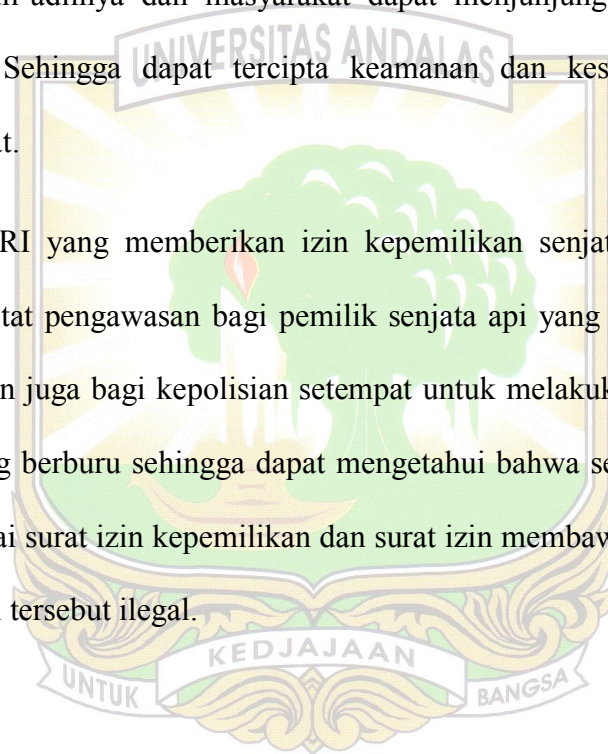 adilnya dan masyarakat dapat menjunjung
UNIVERSITAS ANDALAS
Sehingga dapat tercipta keamanan dan kes
at.
RI yang memberikan izin kepemilikan senjat
tat pengawasan bagi pemilik senjata api yang
n juga bagi kepolisian setempat untuk melakuk
g berburu sehingga dapat mengetahui bahwa se
ai surat izin kepemilikan dan surat izin membaw
tersebut ilegal.
KEDJAJAAN
UNTUK BANGSA